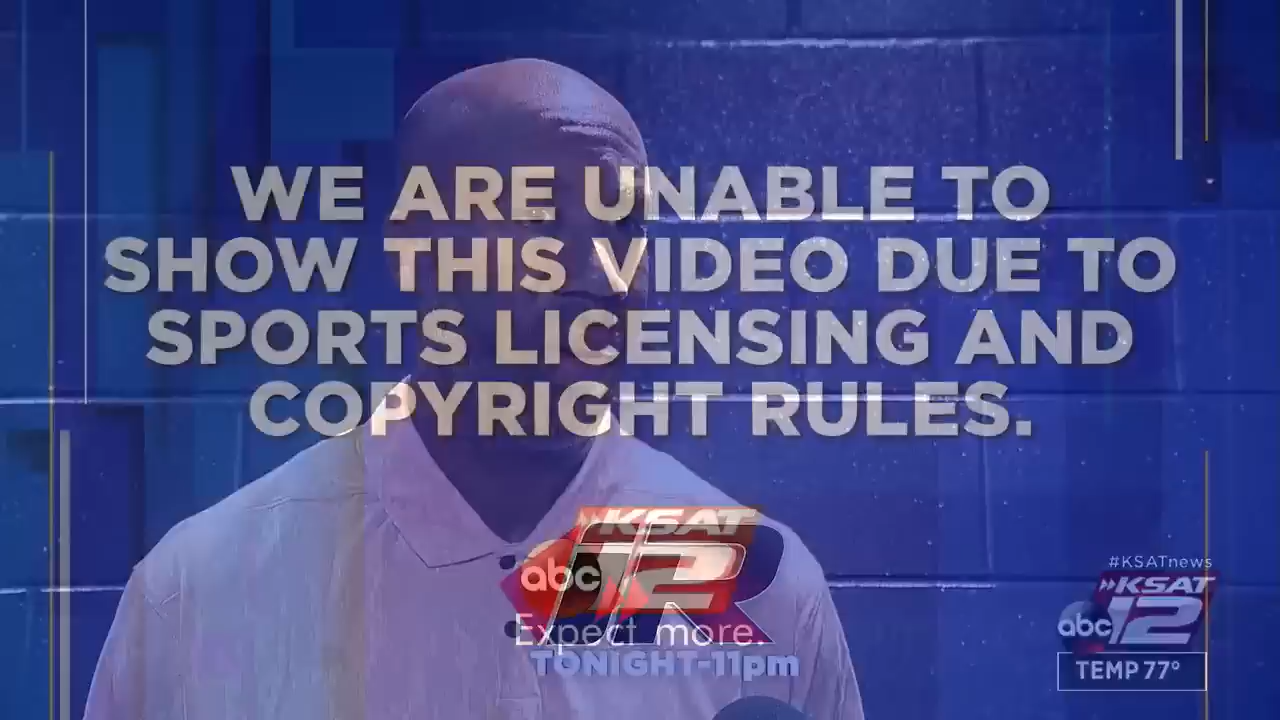 WE ARE UNABLE TO
SHOW THIS VIDEO DUE TO
SPORTS LICENSING AND
COPYRIGHT RULES.
KSAT
abc 12
Expect more.
TONIGHT-11pm
#KSATnews
KSAT
abc 12
TEMP 77°